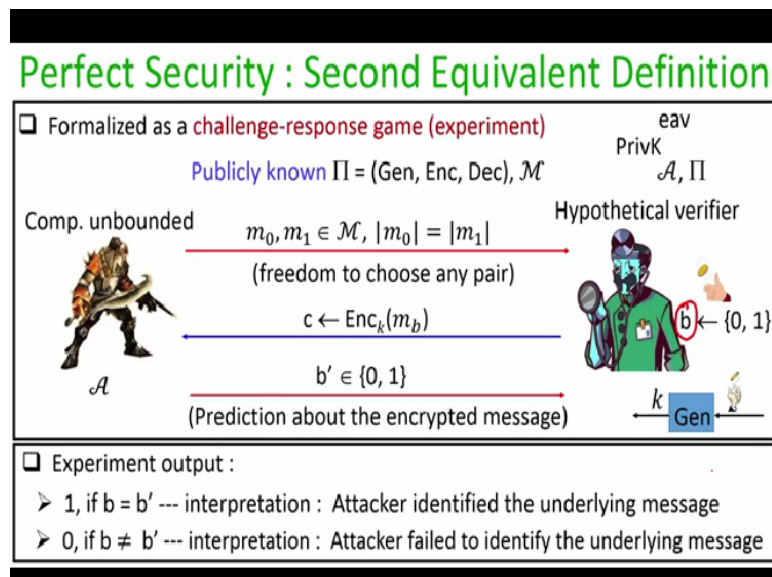 Perfect Security : Second Equivalent Definition
❑ Formalized as a challenge-response game (experiment)
eav
PrivK
𝒜, Π
Publicly known Π = (Gen, Enc, Dec), ℳ
Comp. unbounded
Hypothetical verifier
m₀, m₁ ∈ ℳ, |m₀| = |m₁|
(freedom to choose any pair)
c ← Encₖ(m_b)
b ← {0, 1}
b' ∈ {0, 1}
𝒜
(Prediction about the encrypted message)
k
Gen
❑ Experiment output :
➢ 1, if b = b' --- interpretation : Attacker identified the underlying message
➢ 0, if b ≠ b' --- interpretation : Attacker failed to identify the underlying message